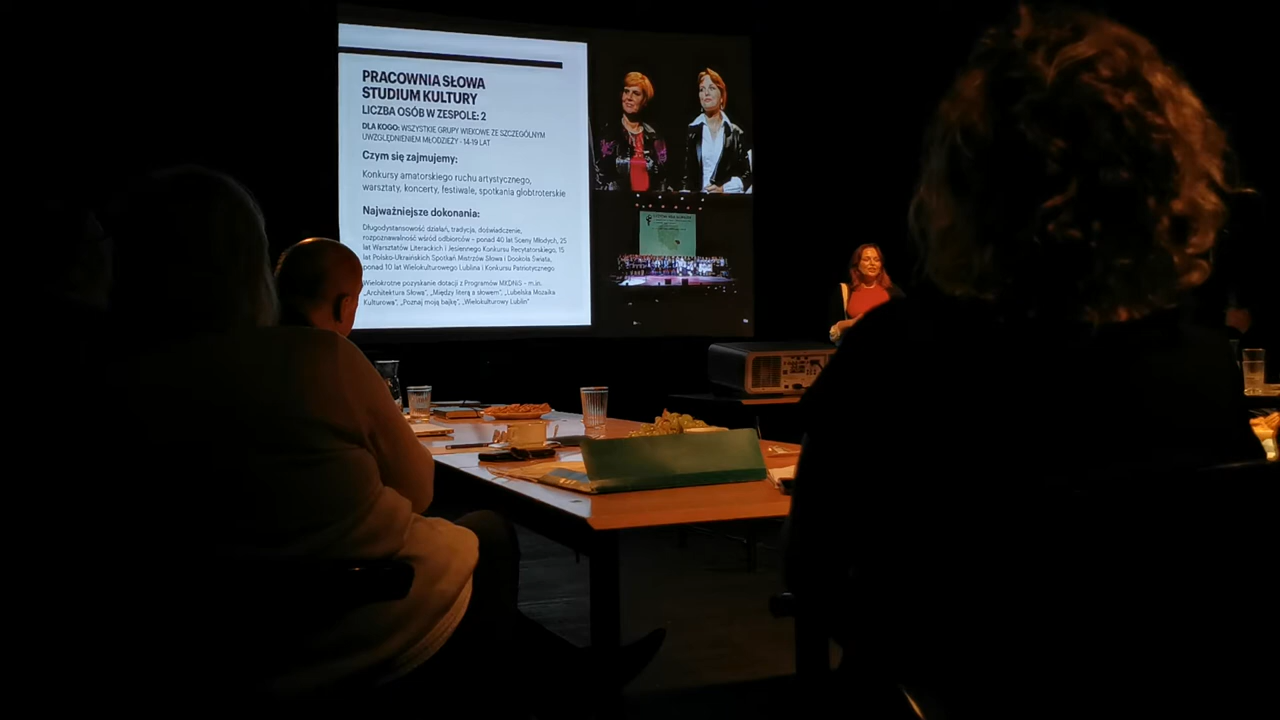 PRACOWNIA SŁOWA
STUDIUM KULTURY
LICZBA OSÓB W ZESPOLE: 2
DLA KOGO: WSZYSTKIE GRUPY WIEKOWE ZE SZCZEGÓLNYM
UWZGLĘDNIENIEM MŁODZIEŻY - 14-19 LAT
Czym się zajmujemy:
Konkursy amatorskiego ruchu artystycznego,
warsztaty, koncerty, festiwale, spotkania globtroterskie
Najważniejsze dokonania:
Długodystansowość działań, tradycja, doświadczenie,
rozpoznawalność wśród odbiorców – ponad 40 lat Sceny Młodych, 25
lat Warsztatów Literackich i Jesiennego Konkursu Recytatorskiego, 15
lat Polsko-Ukraińskich Spotkań Mistrzów Słowa i Dookoła Świata,
ponad 10 lat Wielokulturowego Lublina i Konkursu Patriotycznego
Wielokrotne pozyskanie dotacji z Programów MKDNiS – m.in.
„Architektura Słowa", „Między literą a słowem", „Lubelska Mozaika
Kulturowa", „Poznaj moją bajkę", „Wielokulturowy Lublin"